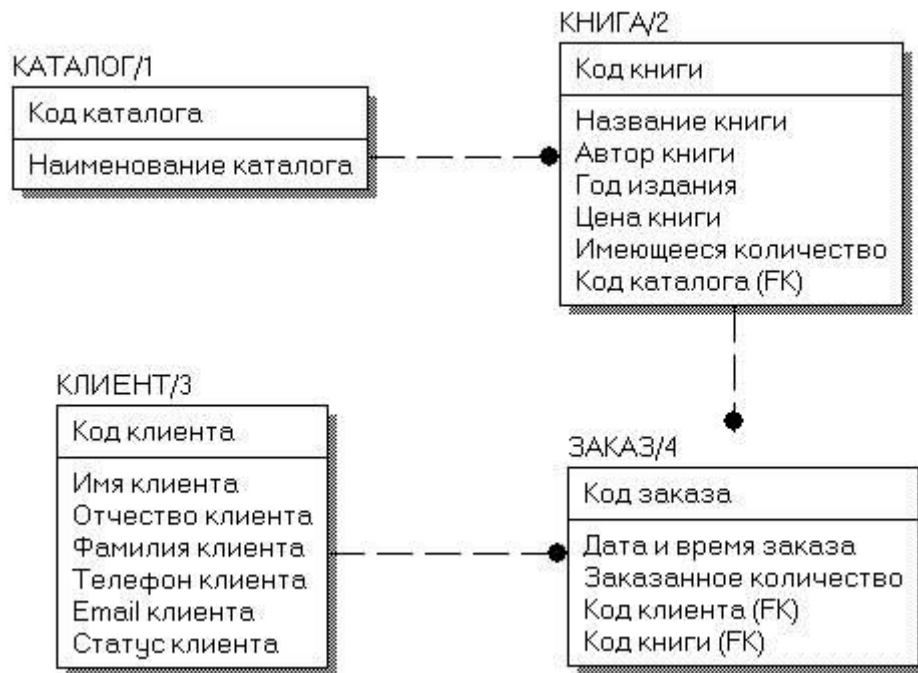 КАТАЛОГ/1
Код каталога
Наименование каталога
КНИГА/2
Код книги
Название книги
Автор книги
Год издания
Цена книги
Имеющееся количество
Код каталога (FK)
КЛИЕНТ/3
Код клиента
Имя клиента
Отчество клиента
Фамилия клиента
Телефон клиента
Email клиента
Статус клиента
ЗАКАЗ/4
Код заказа
Дата и время заказа
Заказанное количество
Код клиента (FK)
Код книги (FK)